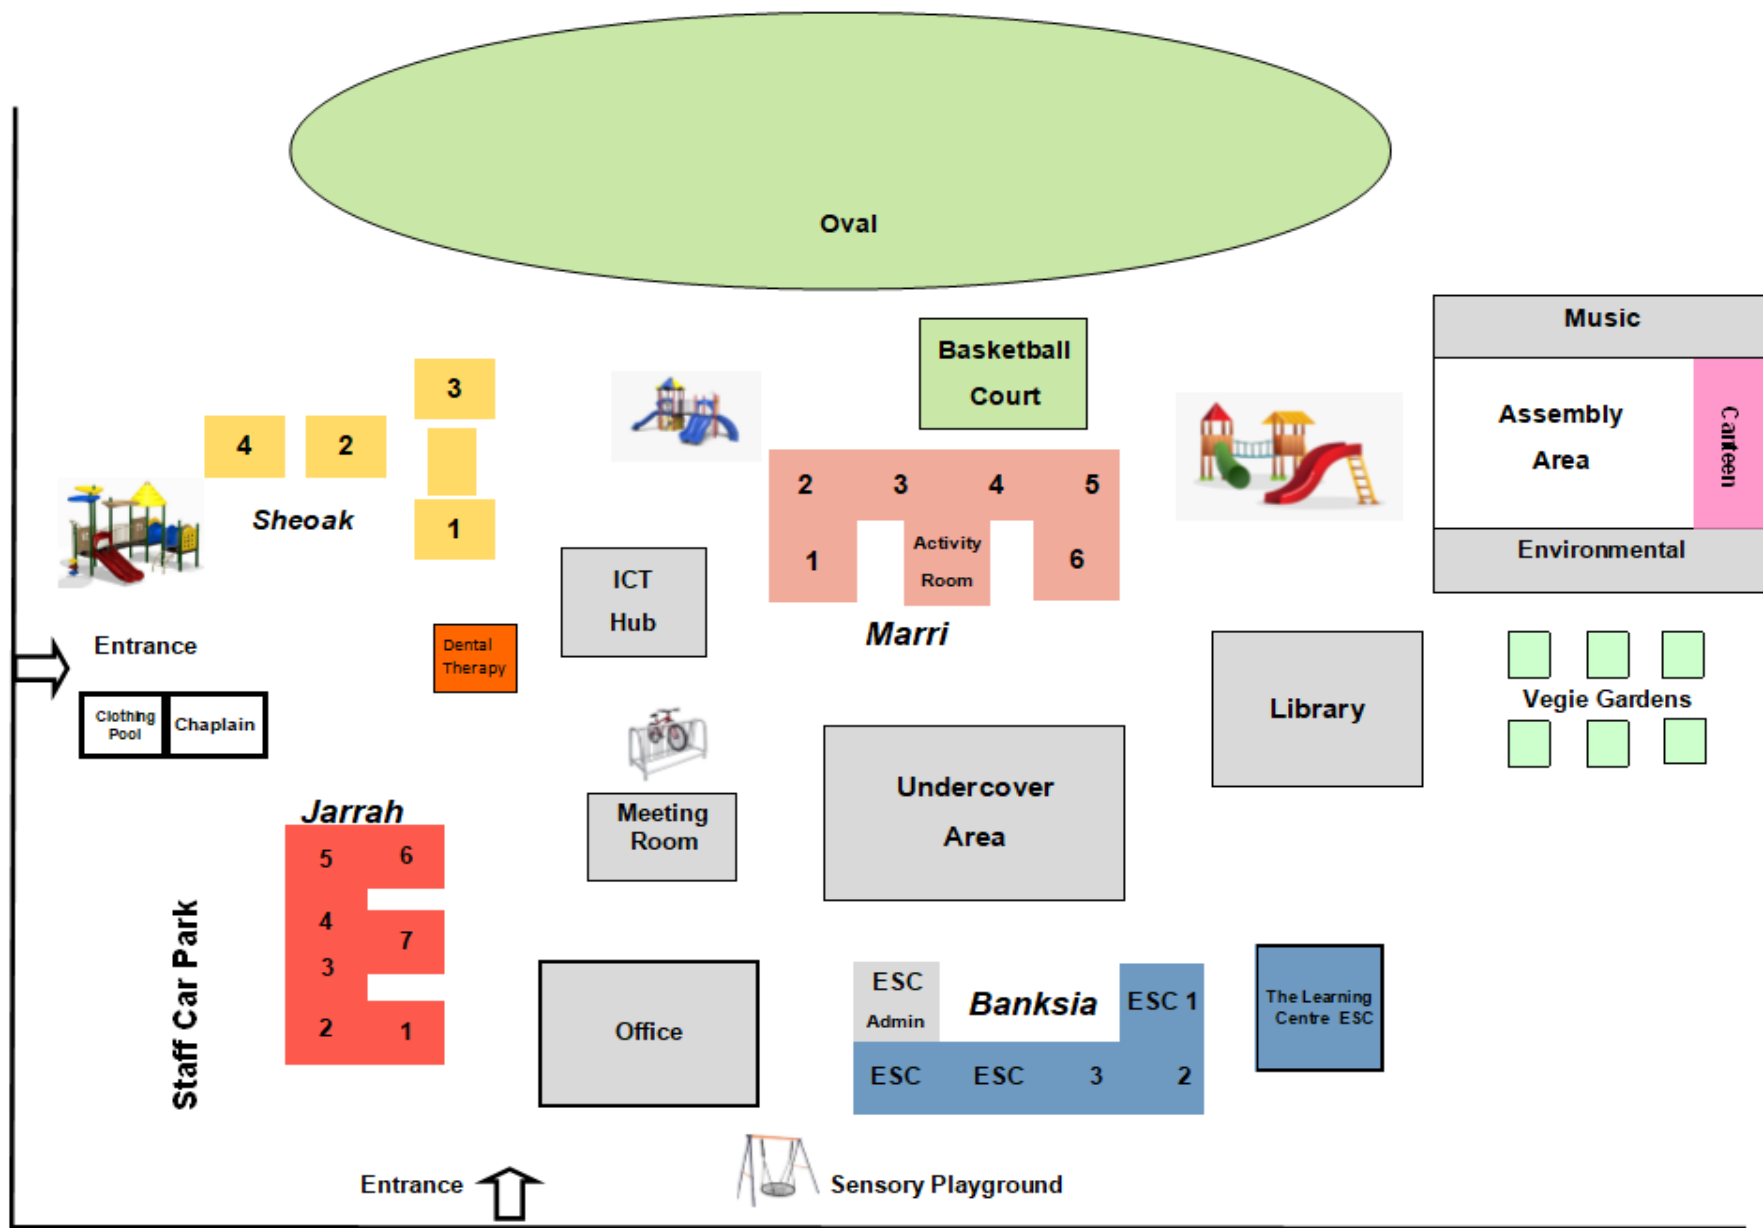 Oval
Music
Basketball
Court
Assembly
Area
Canteen
Environmental
3
4
2
Sheoak
1
2
3
4
5
1
Activity
Room
6
Marri
ICT
Hub
Entrance
Dental
Therapy
Clothing
Pool
Chaplain
Library
Vegie Gardens
Undercover
Area
Meeting
Room
Jarrah
5
6
4
7
3
2
1
Staff Car Park
Office
ESC
Admin
Banksia
ESC 1
ESC
ESC
3
2
The Learning
Centre ESC
Entrance
Sensory Playground